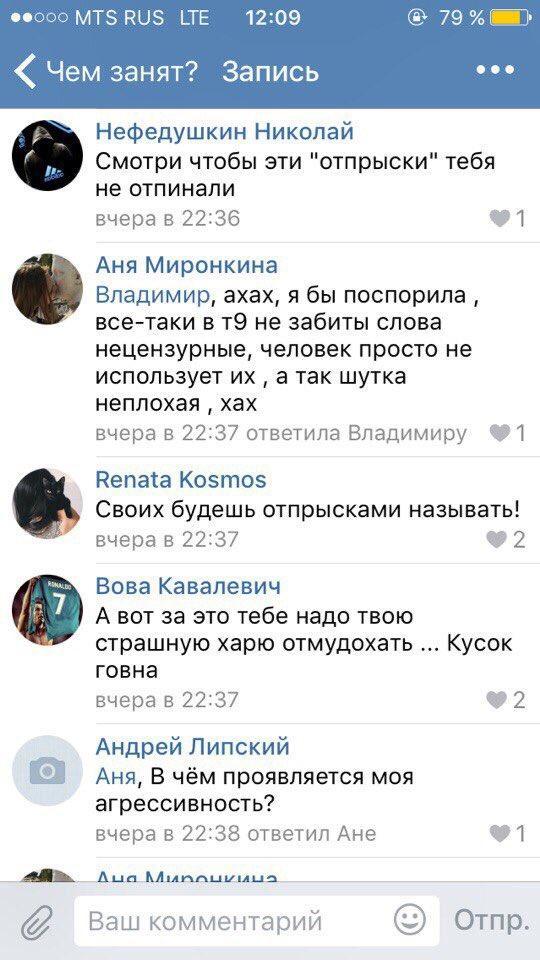 MTS RUS LTE 12:09 79 %
Чем занят? Запись
Нефедушкин Николай
Смотри чтобы эти "отпрыски" тебя
не отпинали
вчера в 22:36 1
Аня Миронкина
Владимир, ахах, я бы поспорила ,
все-таки в т9 не забиты слова
нецензурные, человек просто не
использует их , а так шутка
неплохая , хах
вчера в 22:37 ответила Владимиру 1
Renata Kosmos
Своих будешь отпрысками называть!
вчера в 22:37 2
RONALDO
7
Вова Кавалевич
А вот за это тебе надо твою
страшную харю отмудохать ... Кусок
говна
вчера в 22:37 2
Андрей Липский
Аня, В чём проявляется моя
агрессивность?
вчера в 22:38 ответил Ане 1
Аня Миронкина
Ваш комментарий Отпр.